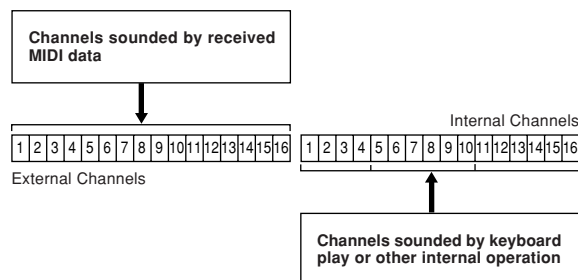 Channels sounded by received
MIDI data
Internal Channels
1 2 3 4 5 6 7 8 9 10 11 12 13 14 15 16
1 2 3 4 5 6 7 8 9 10 11 12 13 14 15 16
External Channels
Channels sounded by keyboard
play or other internal operation